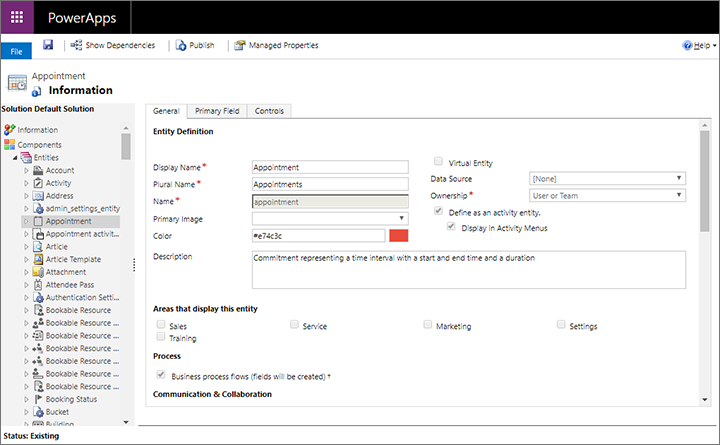 PowerApps
File
Show Dependencies
Publish
Managed Properties
Help
Appointment
Information
Solution Default Solution
Information
Components
Entities
Account
Activity
Address
admin_settings_entity
Appointment
Appointment activit...
Article
Article Template
Attachment
Attendee Pass
Authentication Setti...
Bookable Resource
Bookable Resource ...
Bookable Resource ...
Bookable Resource ...
Bookable Resource ...
Bookable Resource ...
Bookable Resource ...
Booking Status
Bucket
Building
General Primary Field Controls
Entity Definition
Display Name * Appointment
Plural Name * Appointments
Name * appointment
Primary Image
Color #e74c3c
Virtual Entity
Data Source [None]
Ownership * User or Team
Define as an activity entity.
Display in Activity Menus
Description Commitment representing a time interval with a start and end time and a duration
Areas that display this entity
Sales Service Marketing Settings
Training
Process
Business process flows (fields will be created) †
Communication & Collaboration
Status: Existing